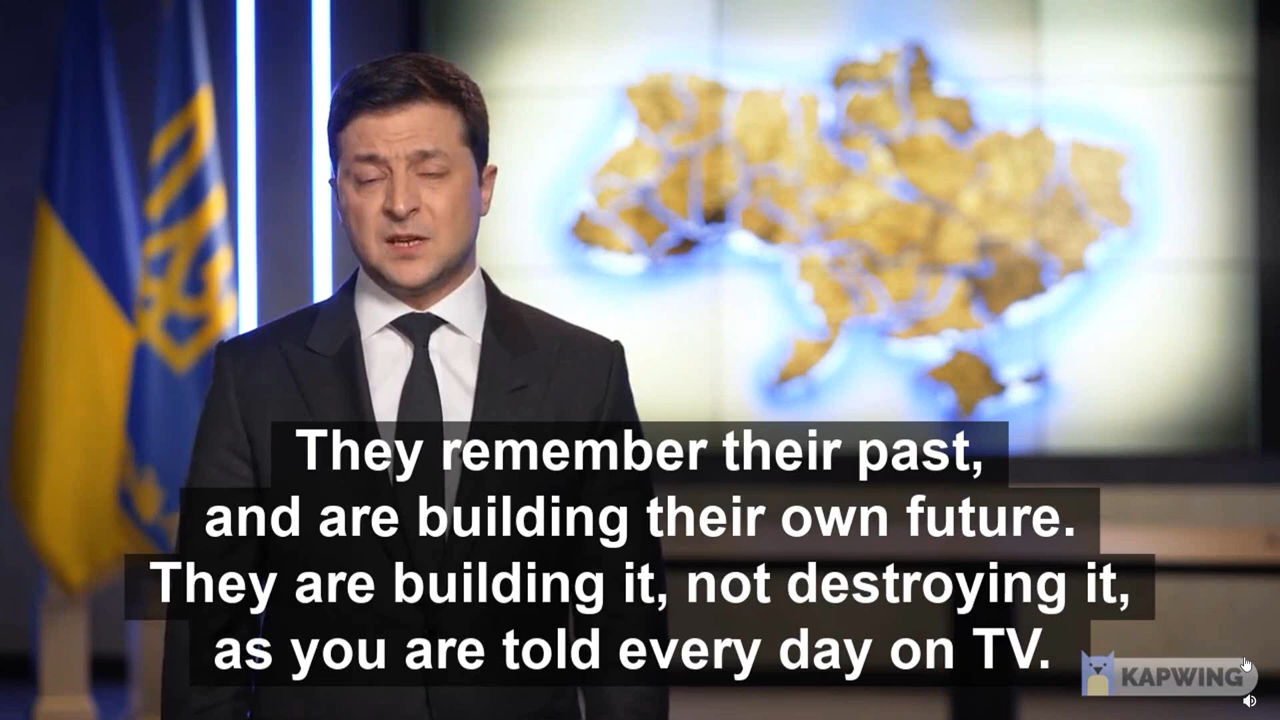 They remember their past,
and are building their own future.
They are building it, not destroying it,
as you are told every day on TV.
KAPWING